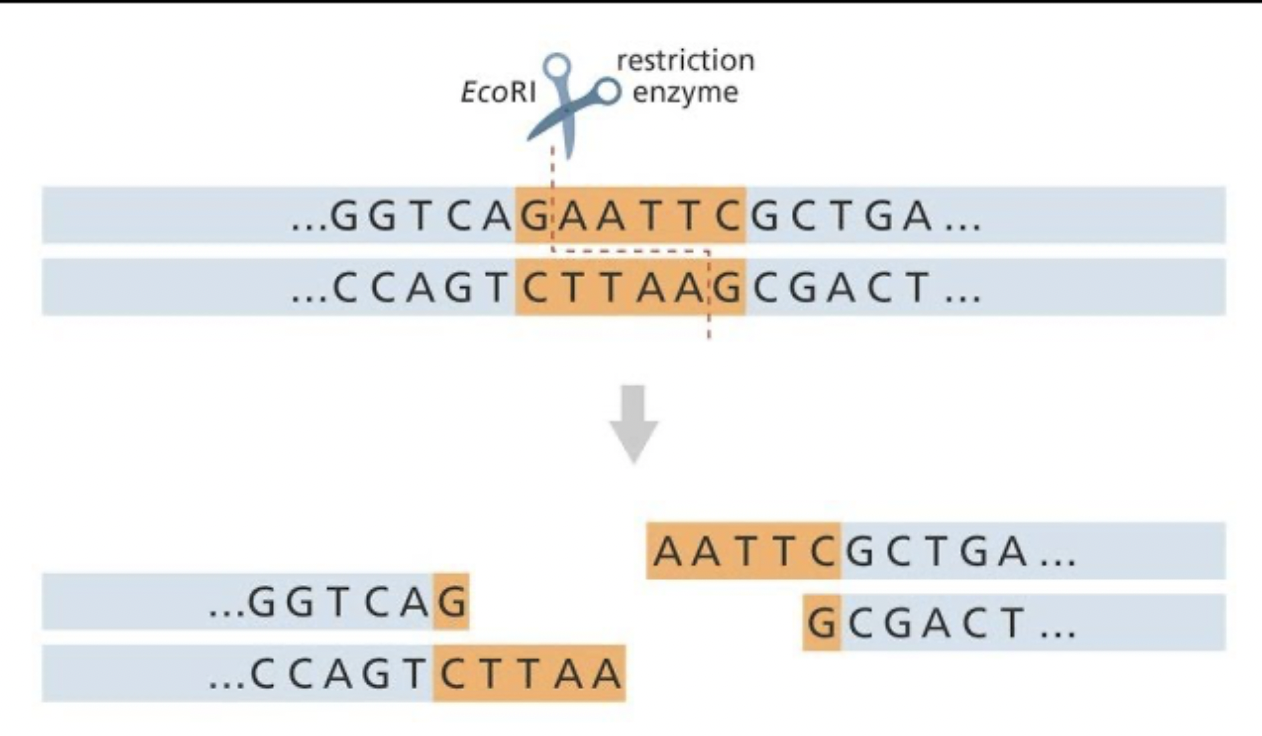 EcoRI
restriction
enzyme
...GGTCAGAATTCGCTGA...
...CCAGTCTTAAGCGACT...
AATTCGCTGA...
GCGACT...
...GGTCAG
...CCAGTCTTAA